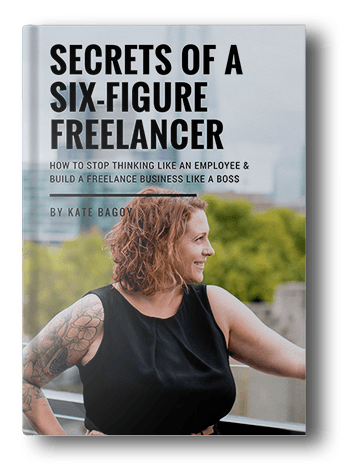 SECRETS OF A
SIX-FIGURE
FREELANCER
HOW TO STOP THINKING LIKE AN EMPLOYEE &
BUILD A FREELANCE BUSINESS LIKE A BOSS
BY KATE BAGOY